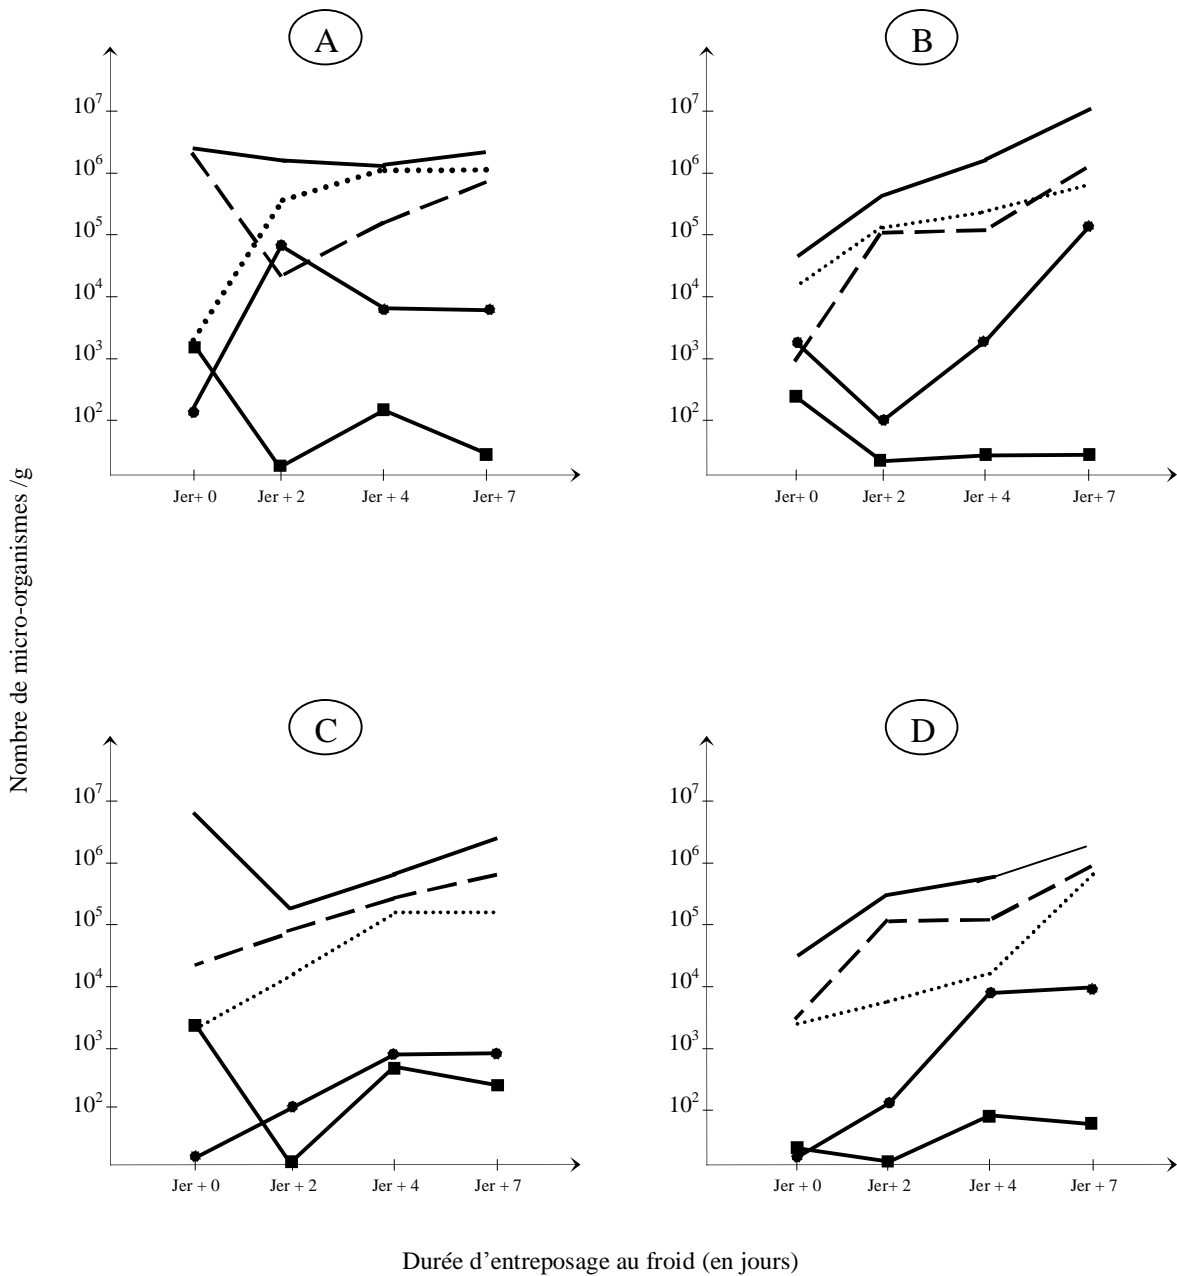 A
B
10⁷
10⁶
10⁵
10⁴
10³
10²
Jer+ 0 Jer + 2 Jer + 4 Jer+ 7
10⁷
10⁶
10⁵
10⁴
10³
10²
Jer+ 0 Jer+ 2 Jer + 4 Jer+ 7
Nombre de micro-organismes /g
C
D
10⁷
10⁶
10⁵
10⁴
10³
10²
Jer + 0 Jer + 2 Jer + 4 Jer + 7
10⁷
10⁶
10⁵
10⁴
10³
10²
Jer + 0 Jer+ 2 Jer + 4 Jer + 7
Durée d’entreposage au froid (en jours)